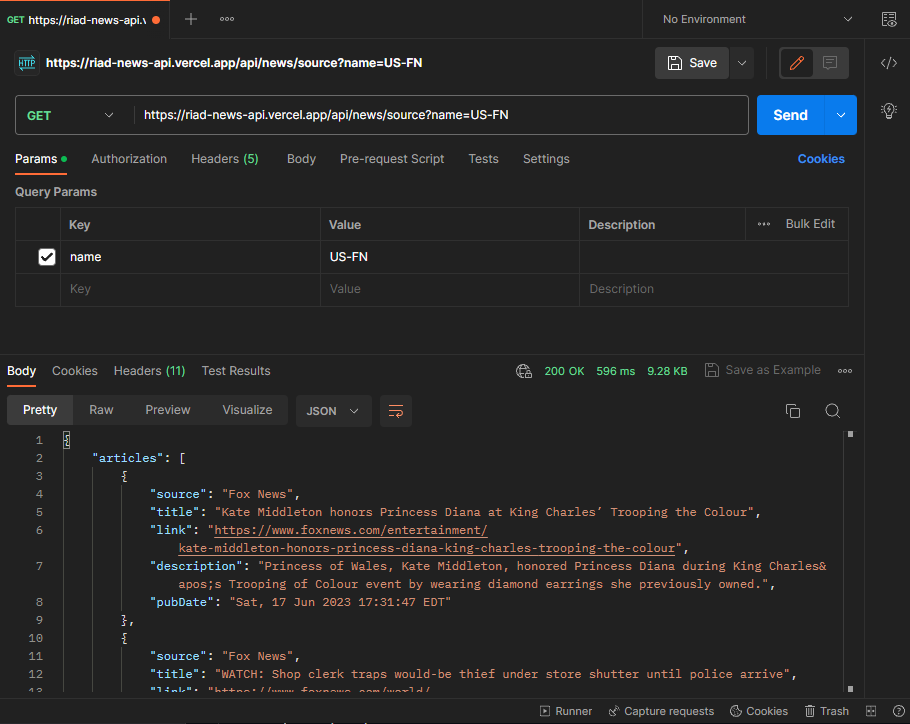 GET https://riad-news-api.v
No Environment
HTTP https://riad-news-api.vercel.app/api/news/source?name=US-FN
Save
GET https://riad-news-api.vercel.app/api/news/source?name=US-FN
Send
Params Authorization Headers (5) Body Pre-request Script Tests Settings Cookies
Query Params
Key Value Description Bulk Edit
name US-FN
Key Value Description
Body Cookies Headers (11) Test Results 200 OK 596 ms 9.28 KB Save as Example
Pretty Raw Preview Visualize JSON
1 {
2 "articles": [
3 {
4 "source": "Fox News",
5 "title": "Kate Middleton honors Princess Diana at King Charles’ Trooping the Colour",
6 "link": "https://www.foxnews.com/entertainment/
kate-middleton-honors-princess-diana-king-charles-trooping-the-colour",
7 "description": "Princess of Wales, Kate Middleton, honored Princess Diana during King Charles&
apos;s Trooping of Colour event by wearing diamond earrings she previously owned.",
8 "pubDate": "Sat, 17 Jun 2023 17:31:47 EDT"
9 },
10 {
11 "source": "Fox News",
12 "title": "WATCH: Shop clerk traps would-be thief under store shutter until police arrive",
13 "link": "https://www.foxnews.com/world/
Runner Capture requests Cookies Trash